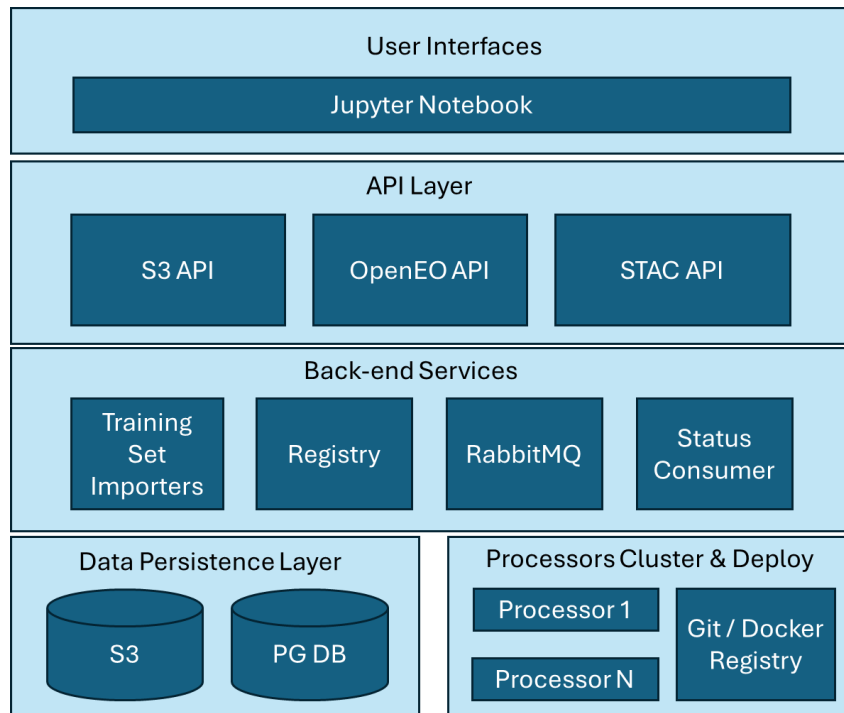 User Interfaces
Jupyter Notebook
API Layer
S3 API
OpenEO API
STAC API
Back-end Services
Training
Set
Importers
Registry
RabbitMQ
Status
Consumer
Data Persistence Layer
S3
PG DB
Processors Cluster & Deploy
Processor 1
Processor N
Git / Docker
Registry